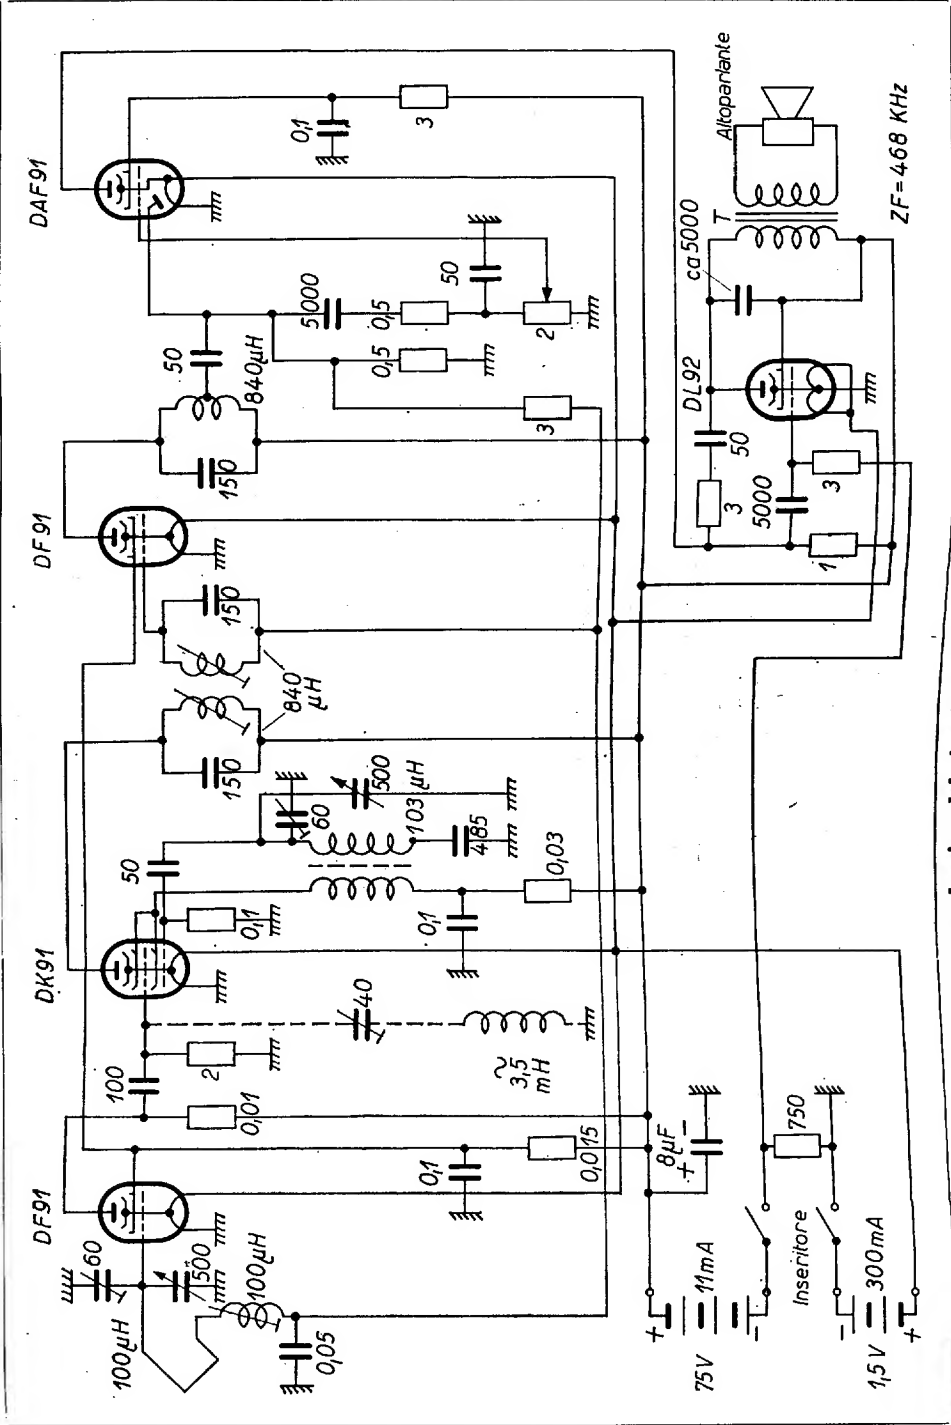 DF91
DK91
DF91
DAF91
60
100μH
500
100μH
0,05
100
0,01
2
0,1
0,015
50
0,1
40
≈
3,5
mH
0,1
0,03
60
500
103 μH
485
150
840
μH
150
150
50
840μH
0,5
3
5000
0,5
50
2
0,1
3
DL92
ca 5000
T
Altoparlante
50
3
5000
3
1
ZF = 468 KHz
8μF
+
−
750
Inseritore
+
75V
11mA
−
−
1,5V
300mA
+